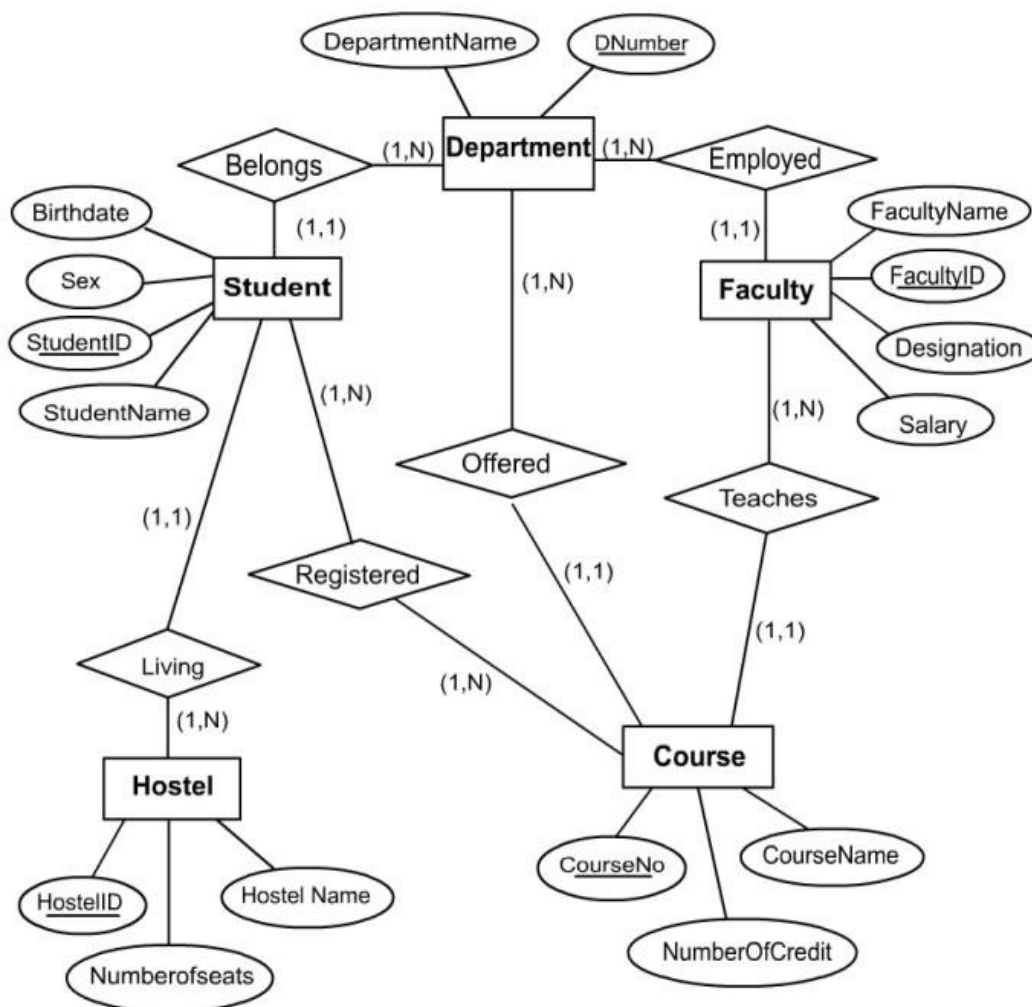 DepartmentName
DNumber
Belongs
(1,N)
Department
(1,N)
Employed
Birthdate
(1,1)
(1,1)
FacultyName
Sex
Student
(1,N)
Faculty
FacultyID
StudentID
Designation
StudentName
(1,N)
(1,N)
Salary
Offered
Teaches
(1,1)
Registered
(1,1)
(1,1)
Living
(1,N)
(1,N)
Hostel
Course
HostelID
Hostel Name
CourseNo
CourseName
Numberofseats
NumberOfCredit